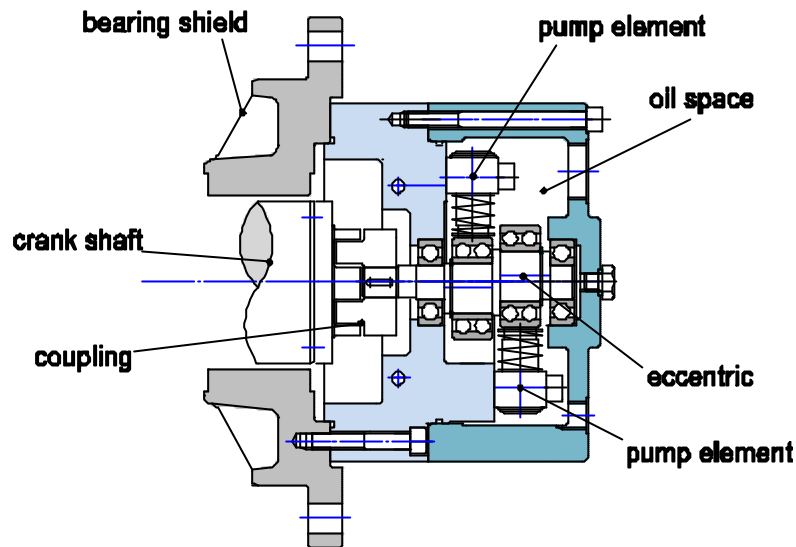 bearing shield
pump element
oil space
crank shaft
coupling
eccentric
pump element